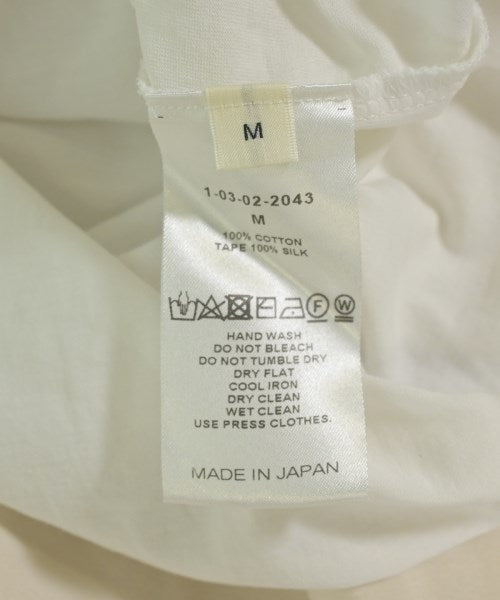 M
1-03-02-2043
M
100% COTTON
TAPE 100% SILK
F W
HAND WASH
DO NOT BLEACH
DO NOT TUMBLE DRY
DRY FLAT
COOL IRON
DRY CLEAN
WET CLEAN
USE PRESS CLOTHES.
MADE IN JAPAN